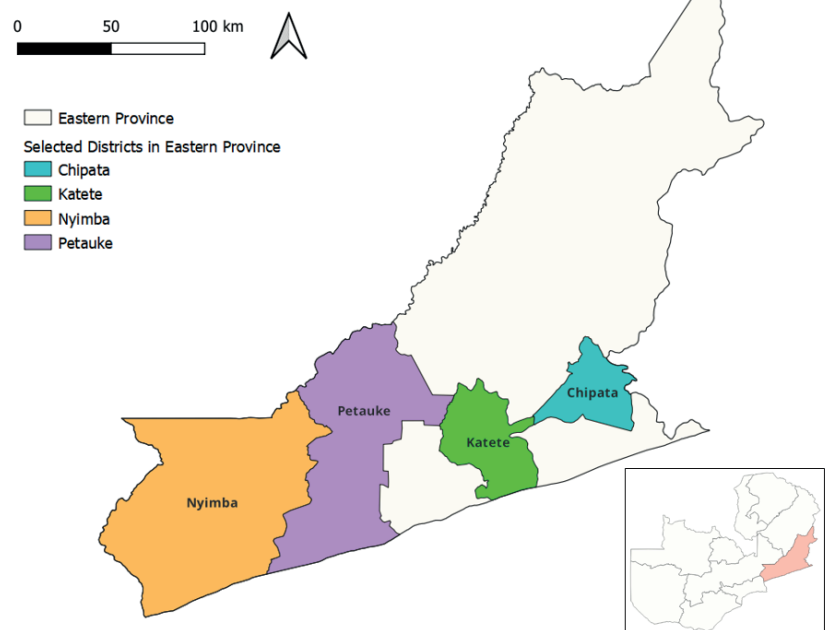 0 50 100 km
Eastern Province
Selected Districts in Eastern Province
Chipata
Katete
Nyimba
Petauke
Chipata
Petauke
Katete
Nyimba